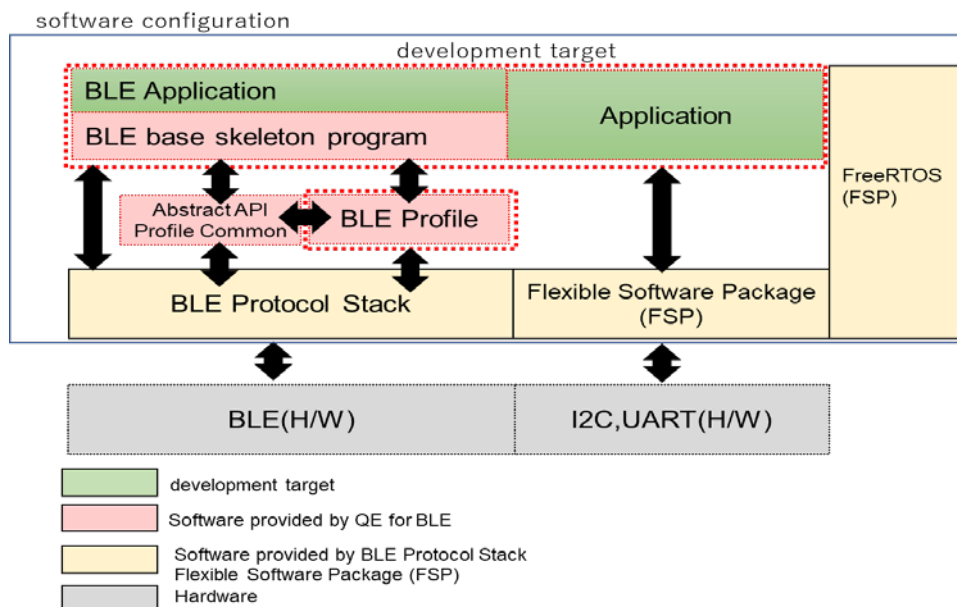 software configuration
development target
BLE Application
BLE base skeleton program
Application
FreeRTOS
(FSP)
Abstract API
Profile Common
BLE Profile
BLE Protocol Stack
Flexible Software Package
(FSP)
BLE(H/W)
I2C,UART(H/W)
development target
Software provided by QE for BLE
Software provided by BLE Protocol Stack
Flexible Software Package (FSP)
Hardware